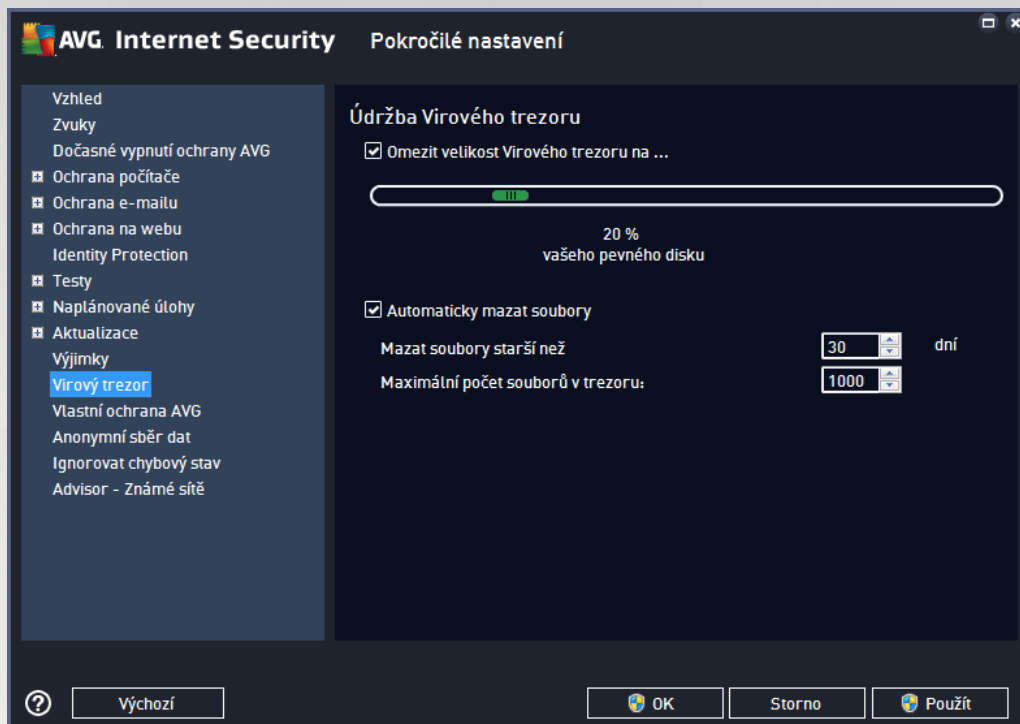 AVG. Internet Security Pokročilé nastavení
Vzhled
Zvuky
Dočasné vypnutí ochrany AVG
Ochrana počítače
Ochrana e-mailu
Ochrana na webu
Identity Protection
Testy
Naplánované úlohy
Aktualizace
Výjimky
Virový trezor
Vlastní ochrana AVG
Anonymní sběr dat
Ignorovat chybový stav
Advisor - Známé sítě
Údržba Virového trezoru
Omezit velikost Virového trezoru na ...
20 %
vašeho pevného disku
Automaticky mazat soubory
Mazat soubory starší než 30 dní
Maximální počet souborů v trezoru: 1000
? Výchozí OK Storno Použít